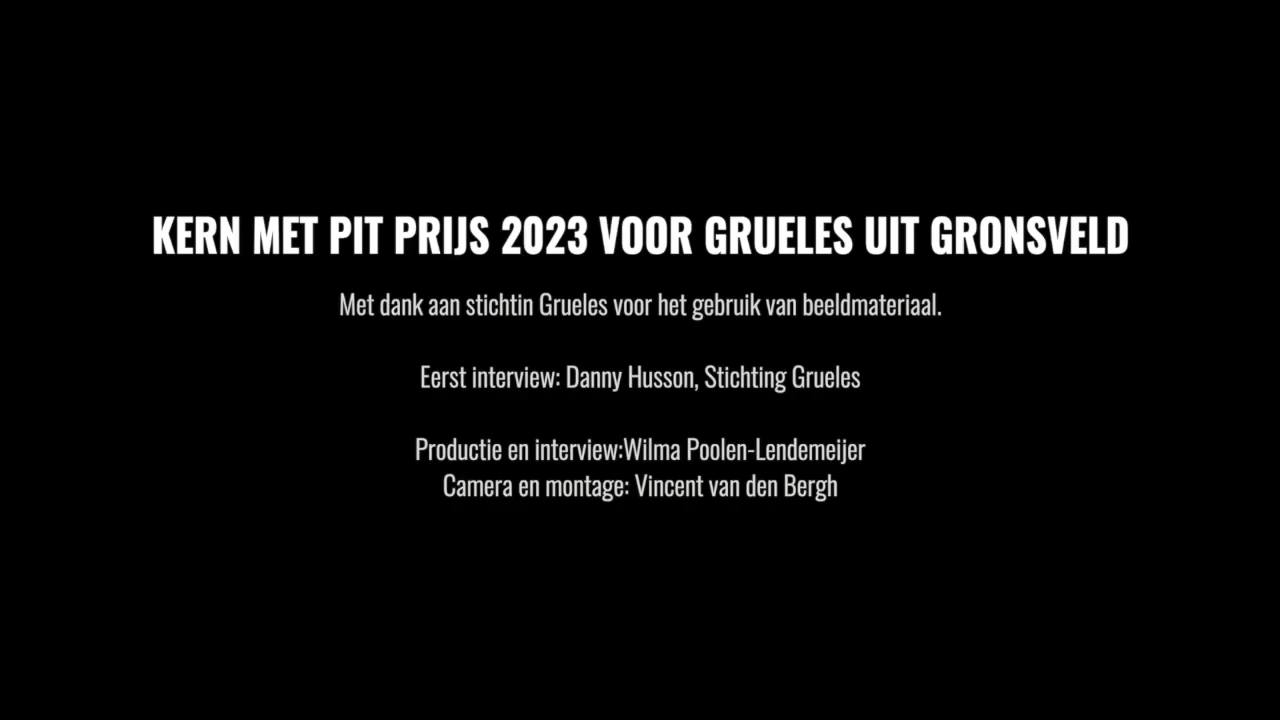 KERN MET PIT PRIJS 2023 VOOR GRUELES UIT GRONSVELD
Met dank aan stichtin Grueles voor het gebruik van beeldmateriaal.
Eerst interview: Danny Husson, Stichting Grueles
Productie en interview:Wilma Poolen-Lendemeijer
Camera en montage: Vincent van den Bergh